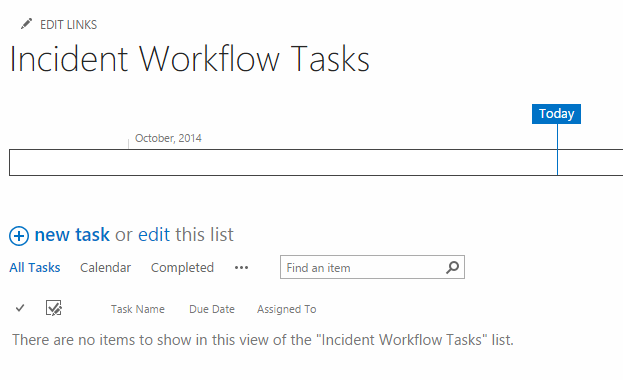 EDIT LINKS
Incident Workflow Tasks
Today
October, 2014
new task or edit this list
All Tasks Calendar Completed ••• Find an item
Task Name Due Date Assigned To
There are no items to show in this view of the "Incident Workflow Tasks" list.